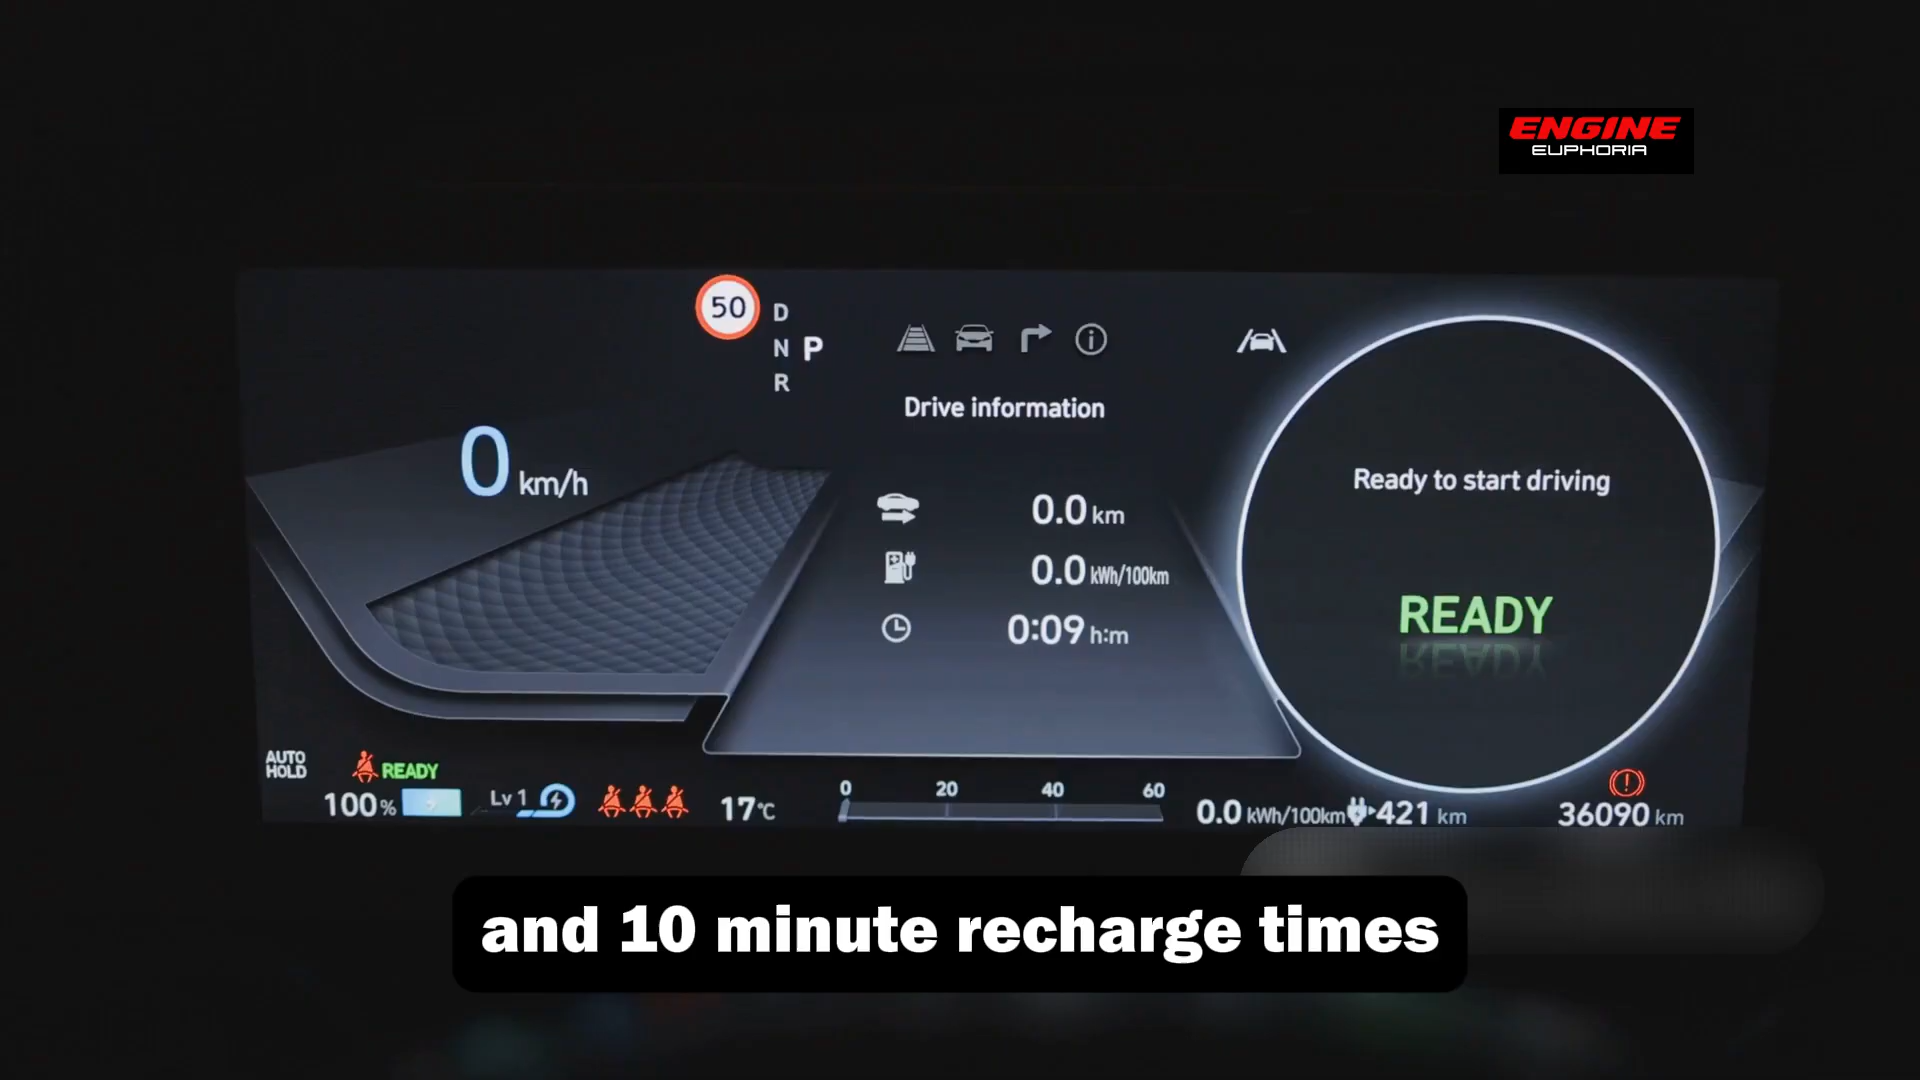 ENGINE
EUPHORIA
50
D
N P
R
Drive information
0 km/h
0.0 km
0.0 kWh/100km
0:09 h:m
Ready to start driving
READY
AUTO
HOLD
READY
100%
Lv 1
17°C
0 20 40 60
0.0 kWh/100km
421 km
36090 km
and 10 minute recharge times